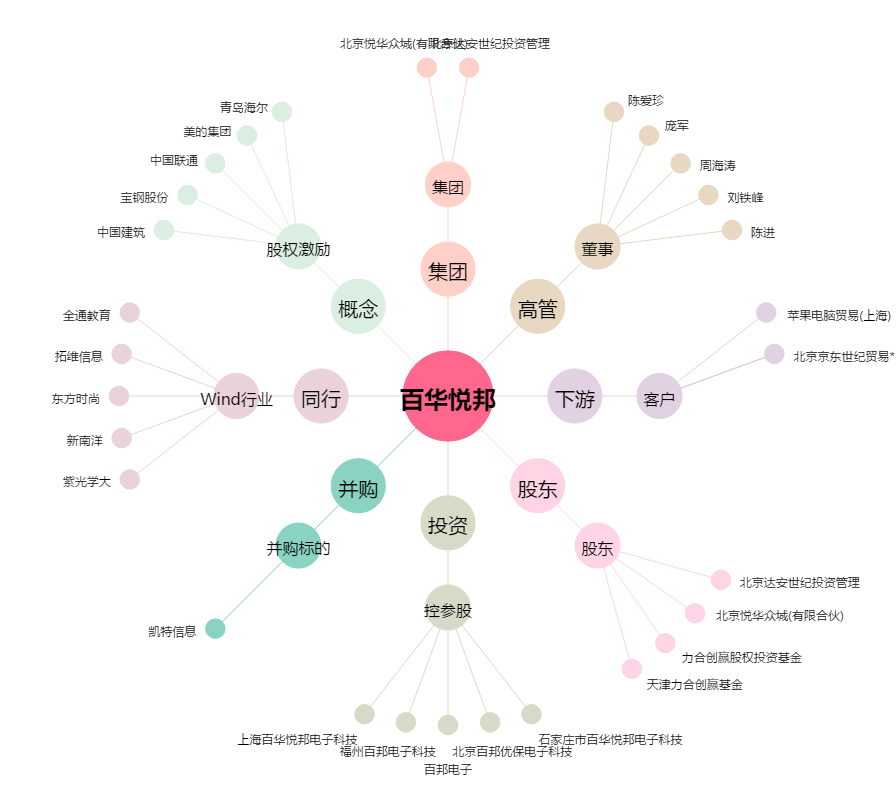 北京悦华众城(有限合伙)
北京达安世纪投资管理
集团
集团
青岛海尔
美的集团
中国联通
宝钢股份
中国建筑
股权激励
概念
陈爱珍
庞军
周海涛
刘铁峰
陈进
董事
高管
苹果电脑贸易(上海)
北京京东世纪贸易*
客户
下游
百华悦邦
同行
Wind行业
全通教育
拓维信息
东方时尚
新南洋
紫光学大
并购
并购标的
凯特信息
投资
控参股
上海百华悦邦电子科技
福州百邦电子科技
百邦电子
北京百邦优保电子科技
石家庄市百华悦邦电子科技
股东
股东
北京达安世纪投资管理
北京悦华众城(有限合伙)
力合创赢股权投资基金
天津力合创赢基金